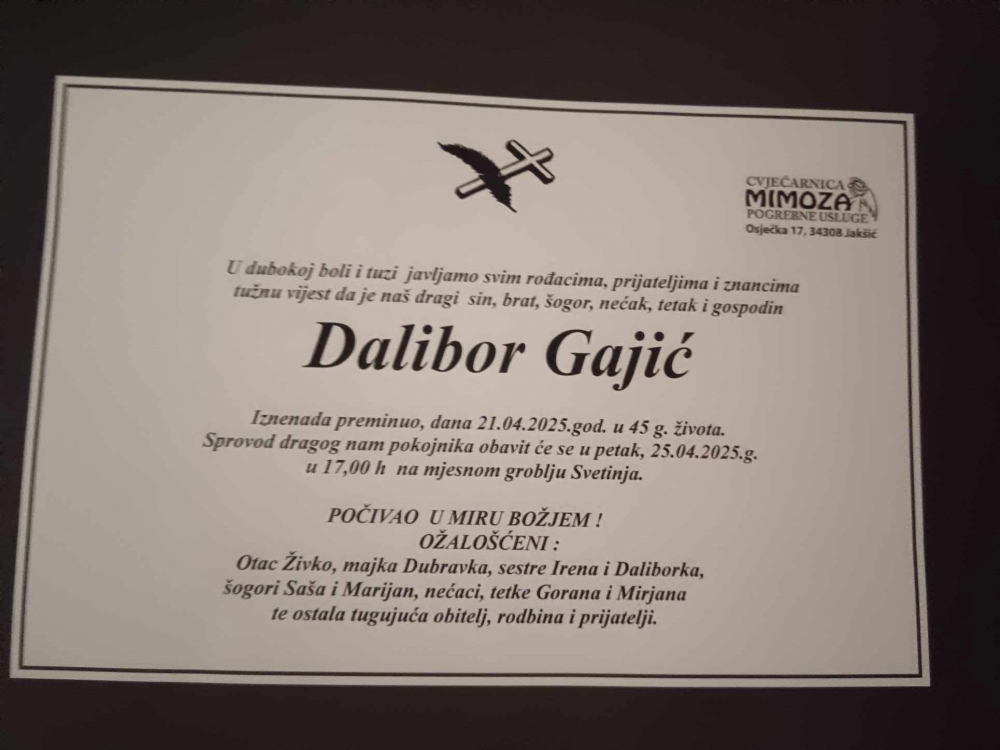 CVJEĆARNICA
MIMOZA
POGREBNE USLUGE
Osječka 17, 34308 Jakšić
U dubokoj boli i tuzi javljamo svim rođacima, prijateljima i znancima
tužnu vijest da je naš dragi sin, brat, šogor, nećak, tetak i gospodin
Dalibor Gajić
Iznenada preminuo, dana 21.04.2025.god. u 45 g. života.
Sprovod dragog nam pokojnika obavit će se u petak, 25.04.2025.g.
u 17,00 h na mjesnom groblju Svetinja.
POČIVAO U MIRU BOŽJEM !
OŽALOŠĆENI :
Otac Živko, majka Dubravka, sestre Irena i Daliborka,
šogori Saša i Marijan, nećaci, tetke Gorana i Mirjana
te ostala tugujuća obitelj, rodbina i prijatelji.